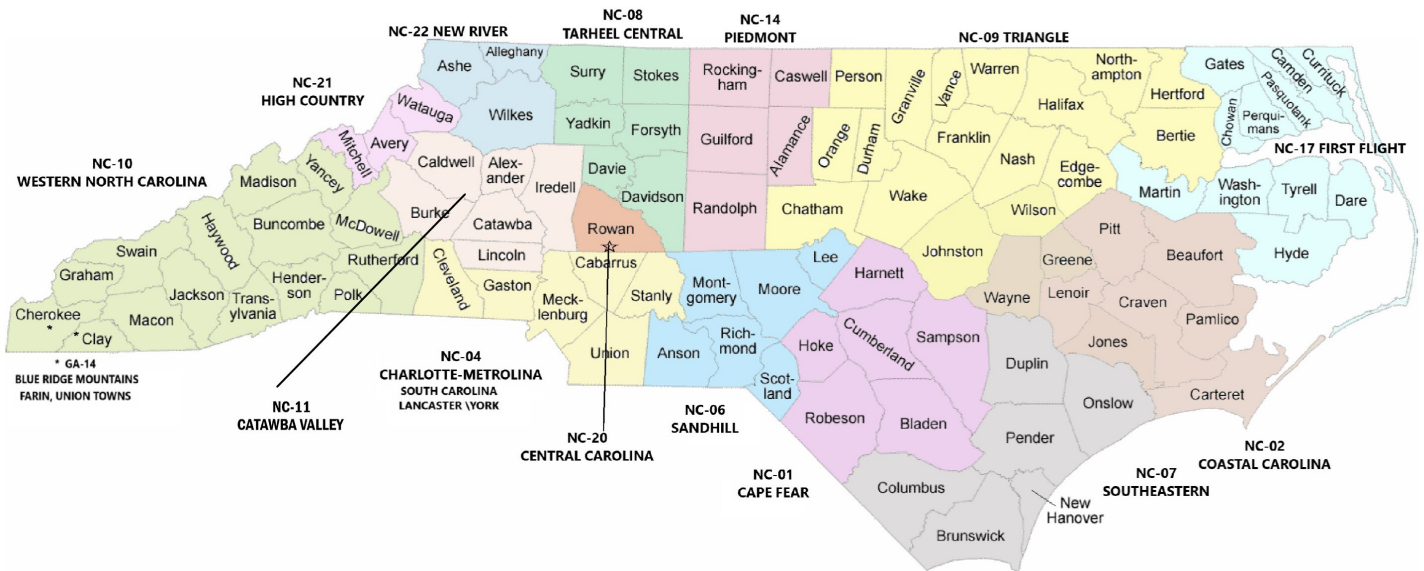 NC-22 NEW RIVER
NC-08
TARHEEL CENTRAL
NC-14
PIEDMONT
NC-09 TRIANGLE
NC-21
HIGH COUNTRY
NC-10
WESTERN NORTH CAROLINA
NC-17 FIRST FLIGHT
Ashe
Alleghany
Wilkes
Surry
Stokes
Yadkin
Forsyth
Davie
Davidson
Rocking-
ham
Caswell
Guilford
Alamance
Randolph
Person
Granville
Vance
Warren
North-
ampton
Halifax
Hertford
Bertie
Orange
Durham
Franklin
Nash
Edge-
combe
Wake
Chatham
Wilson
Johnston
Gates
Camden
Currituck
Pasquotank
Perqui-
mans
Chowan
Martin
Wash-
ington
Tyrell
Dare
Hyde
Watauga
Avery
Mitchell
Yancey
Madison
Buncombe
McDowell
Haywood
Swain
Graham
Cherokee
*
* Clay
Macon
Jackson
Tran-
sylvania
Hender-
son
Polk
Rutherford
Caldwell
Alex-
ander
Iredell
Burke
Catawba
Lincoln
Rowan
Cleveland
Gaston
Meck-
lenburg
Cabarrus
Stanly
Union
Mont-
gomery
Moore
Lee
Anson
Rich-
mond
Scot-
land
Harnett
Hoke
Cumberland
Sampson
Robeson
Bladen
Wayne
Greene
Lenoir
Pitt
Beaufort
Craven
Pamlico
Jones
Carteret
Duplin
Onslow
Pender
Columbus
Brunswick
New
Hanover
* GA-14
BLUE RIDGE MOUNTAINS
FARIN, UNION TOWNS
NC-11
CATAWBA VALLEY
NC-04
CHARLOTTE-METROLINA
SOUTH CAROLINA
LANCASTER \YORK
NC-20
CENTRAL CAROLINA
NC-06
SANDHILL
NC-01
CAPE FEAR
NC-07
SOUTHEASTERN
NC-02
COASTAL CAROLINA